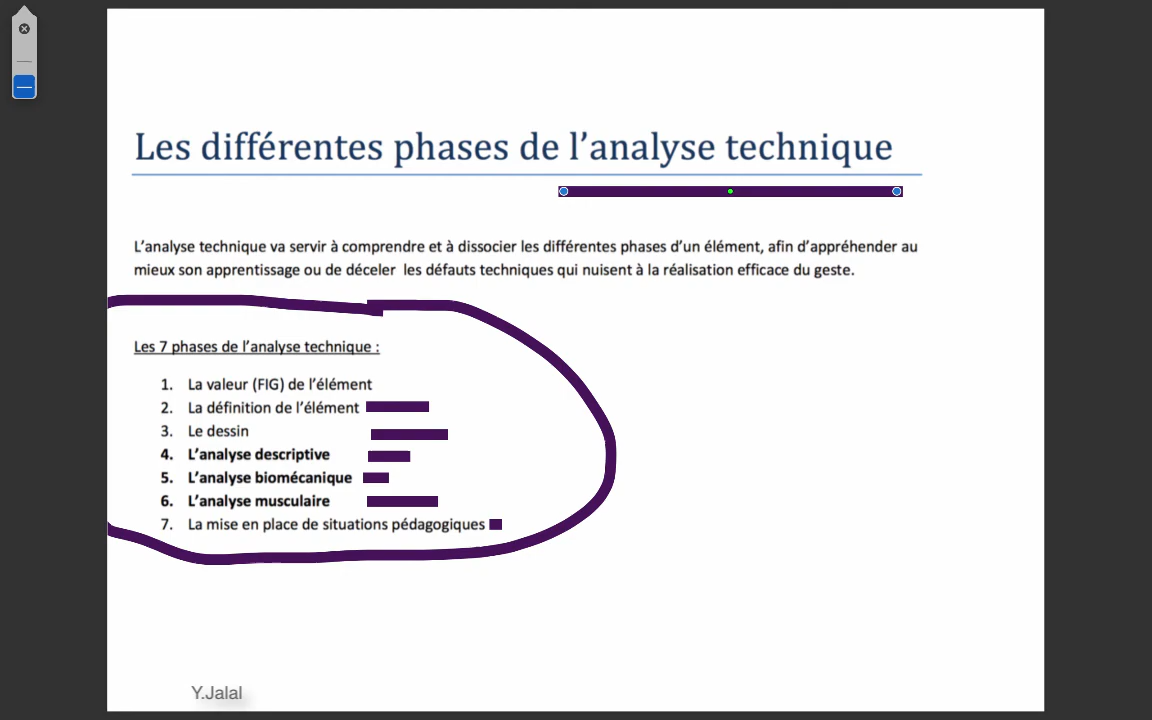 Les différentes phases de l’analyse technique
L’analyse technique va servir à comprendre et à dissocier les différentes phases d’un élément, afin d’appréhender au
mieux son apprentissage ou de déceler les défauts techniques qui nuisent à la réalisation efficace du geste.
Les 7 phases de l’analyse technique :
1. La valeur (FIG) de l’élément
2. La définition de l’élément
3. Le dessin
4. L’analyse descriptive
5. L’analyse biomécanique
6. L’analyse musculaire
7. La mise en place de situations pédagogiques
Y.Jalal